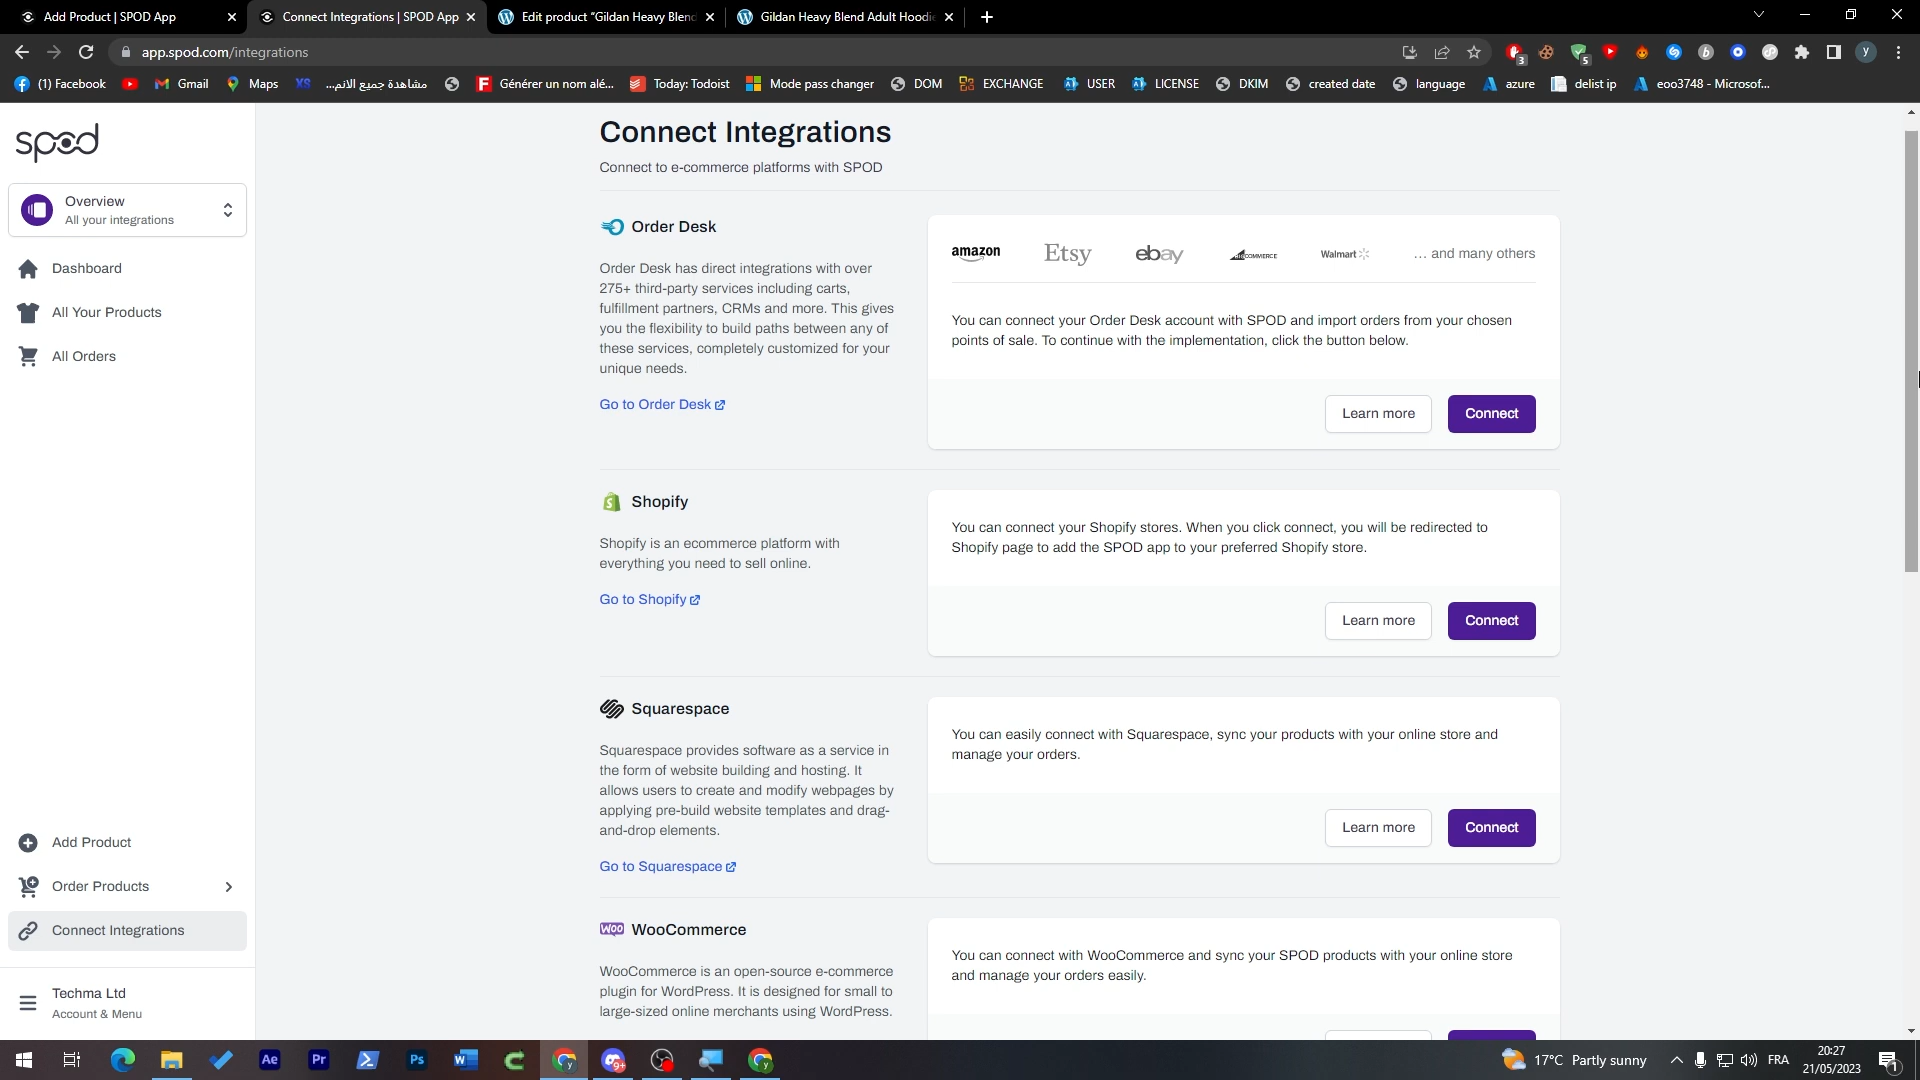 Add Product | SPOD App
Connect Integrations | SPOD App
Edit product “Gildan Heavy Blend
Gildan Heavy Blend Adult Hoodie
app.spod.com/integrations
3
5
y
(1) Facebook
Gmail
Maps
XS
مشاهدة جميع الانم...
Générer un nom alé...
Today: Todoist
Mode pass changer
DOM
EXCHANGE
USER
LICENSE
DKIM
created date
language
azure
delist ip
eoo3748 - Microsof...
spod
Overview
All your integrations
Dashboard
All Your Products
All Orders
Add Product
Order Products
Connect Integrations
Techma Ltd
Account & Menu
Connect Integrations
Connect to e-commerce platforms with SPOD
Order Desk
Order Desk has direct integrations with over
275+ third-party services including carts,
fulfillment partners, CRMs and more. This gives
you the flexibility to build paths between any of
these services, completely customized for your
unique needs.
Go to Order Desk
amazon
Etsy
ebay
BIGCOMMERCE
Walmart
... and many others
You can connect your Order Desk account with SPOD and import orders from your chosen
points of sale. To continue with the implementation, click the button below.
Learn more
Connect
Shopify
Shopify is an ecommerce platform with
everything you need to sell online.
Go to Shopify
You can connect your Shopify stores. When you click connect, you will be redirected to
Shopify page to add the SPOD app to your preferred Shopify store.
Learn more
Connect
Squarespace
Squarespace provides software as a service in
the form of website building and hosting. It
allows users to create and modify webpages by
applying pre-build website templates and drag-
and-drop elements.
Go to Squarespace
You can easily connect with Squarespace, sync your products with your online store and
manage your orders.
Learn more
Connect
WOO
WooCommerce
WooCommerce is an open-source e-commerce
plugin for WordPress. It is designed for small to
large-sized online merchants using WordPress.
You can connect with WooCommerce and sync your SPOD products with your online store
and manage your orders easily.
Ae
Pr
Ps
W
9+
17°C Partly sunny
FRA
20:27
21/05/2023
1